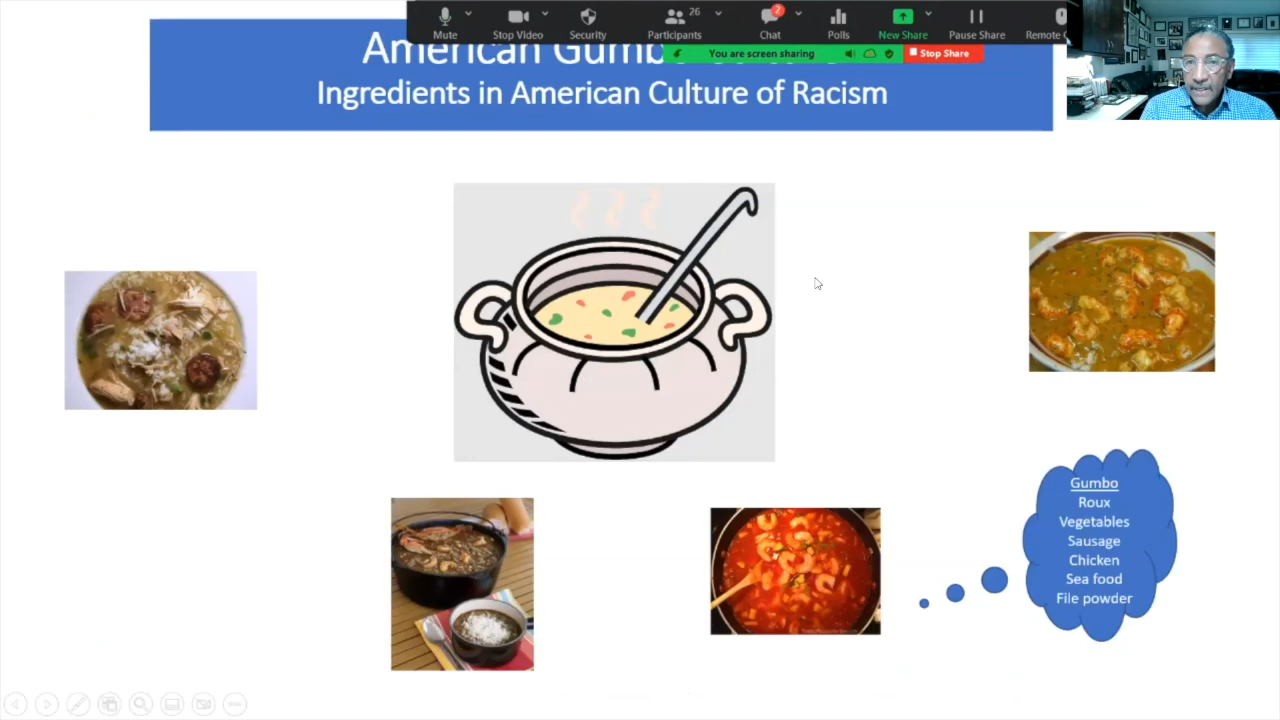 26
2
Mute
Stop Video
Security
Participants
Chat
Polls
New Share
Pause Share
Remote
You are screen sharing
Stop Share
American
Ingredients in American Culture of Racism
Gumbo
Roux
Vegetables
Sausage
Chicken
Sea food
File powder